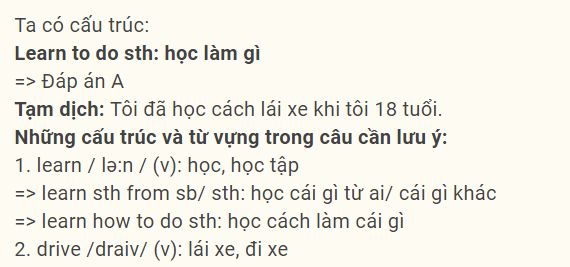 Ta có cấu trúc:
Learn to do sth: học làm gì
=> Đáp án A
Tạm dịch: Tôi đã học cách lái xe khi tôi 18 tuổi.
Những cấu trúc và từ vựng trong câu cần lưu ý:
1. learn / lə:n / (v): học, học tập
=> learn sth from sb/ sth: học cái gì từ ai/ cái gì khác
=> learn how to do sth: học cách làm cái gì
2. drive /draiv/ (v): lái xe, đi xe